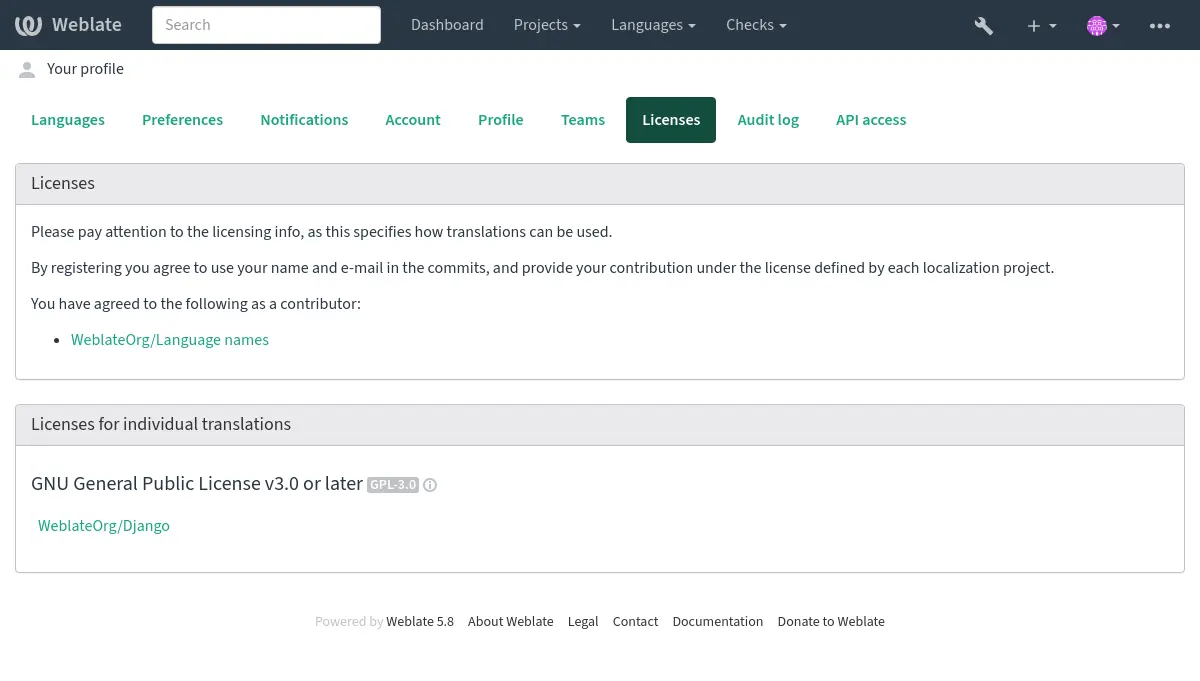 Weblate
Search
Dashboard
Projects
Languages
Checks
Your profile
Languages
Preferences
Notifications
Account
Profile
Teams
Licenses
Audit log
API access
Licenses
Please pay attention to the licensing info, as this specifies how translations can be used.
By registering you agree to use your name and e-mail in the commits, and provide your contribution under the license defined by each localization project.
You have agreed to the following as a contributor:
WeblateOrg/Language names
Licenses for individual translations
GNU General Public License v3.0 or later GPL-3.0
WeblateOrg/Django
Powered by Weblate 5.8 About Weblate Legal Contact Documentation Donate to Weblate